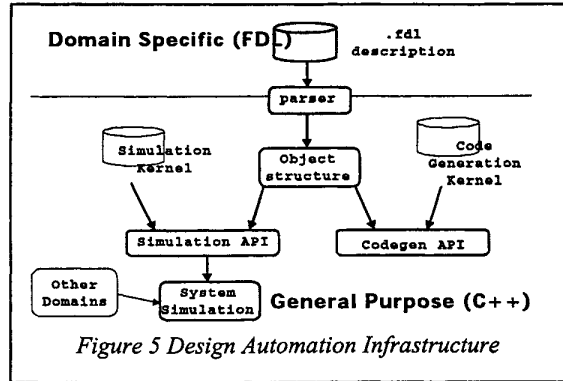 Domain Specific (FDL)
.fdl
description
parser
Simulation
Kernel
Object
structure
Code
Generation
Kernel
Simulation API
Codegen API
Other
Domains
System
Simulation
General Purpose (C++)
Figure 5 Design Automation Infrastructure